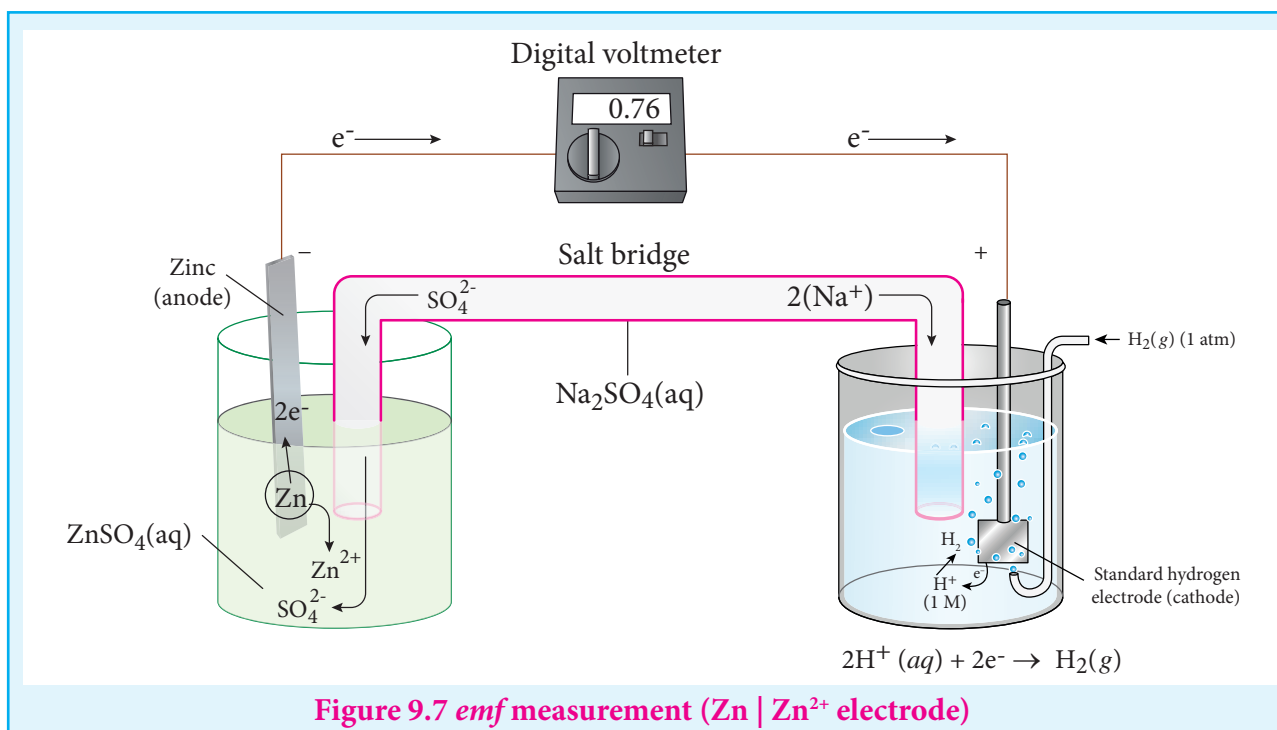 Digital voltmeter
0.76
e⁻
e⁻
−
+
Zinc
(anode)
Salt bridge
SO₄²⁻
2(Na⁺)
H₂(g) (1 atm)
Na₂SO₄(aq)
2e⁻
Zn
ZnSO₄(aq)
Zn²⁺
SO₄²⁻
H₂
e⁻
H⁺
(1 M)
Standard hydrogen
electrode (cathode)
2H⁺ (aq) + 2e⁻ → H₂(g)
Figure 9.7 emf measurement (Zn | Zn²⁺ electrode)